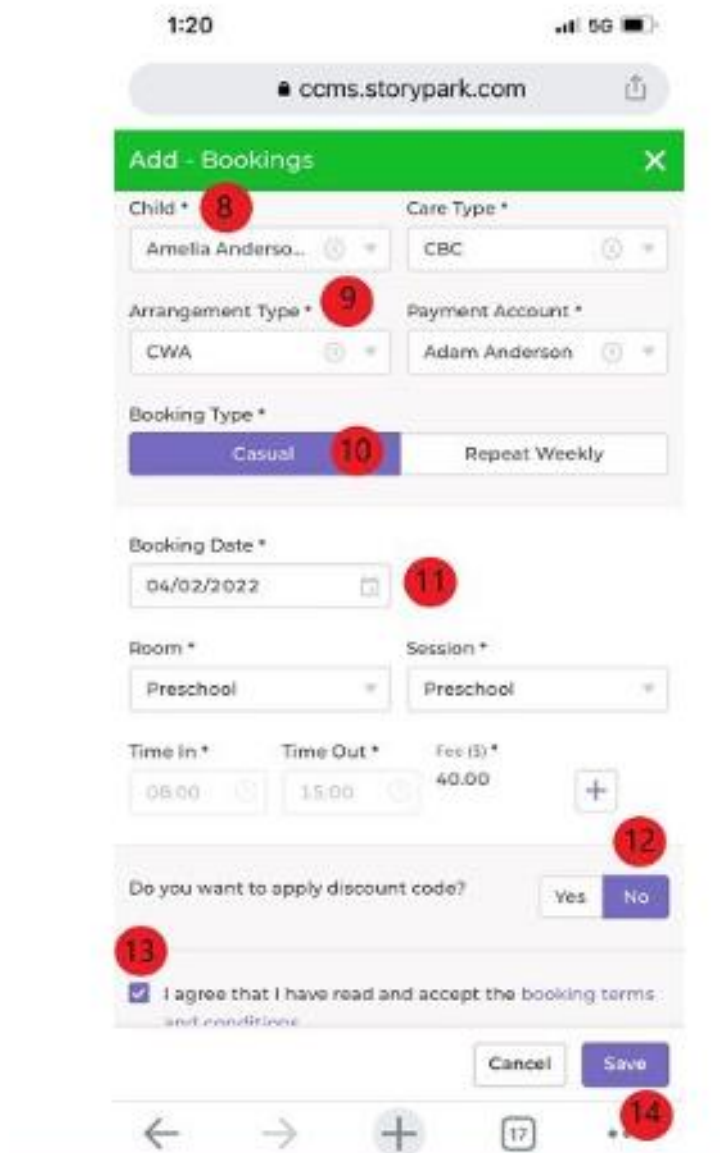 1:20 5G
ccms.storypark.com
Add - Bookings
Child * 8 Care Type *
Amelia Anderso... CBC
Arrangement Type * 9 Payment Account *
CWA Adam Anderson
Booking Type *
Casual 10 Repeat Weekly
Booking Date *
04/02/2022 11
Room * Session *
Preschool Preschool
Time In * Time Out * Fee ($) *
15:00 40.00
12
Do you want to apply discount code? Yes No
13
I agree that I have read and accept the booking terms
and conditions
Cancel Save
14
17